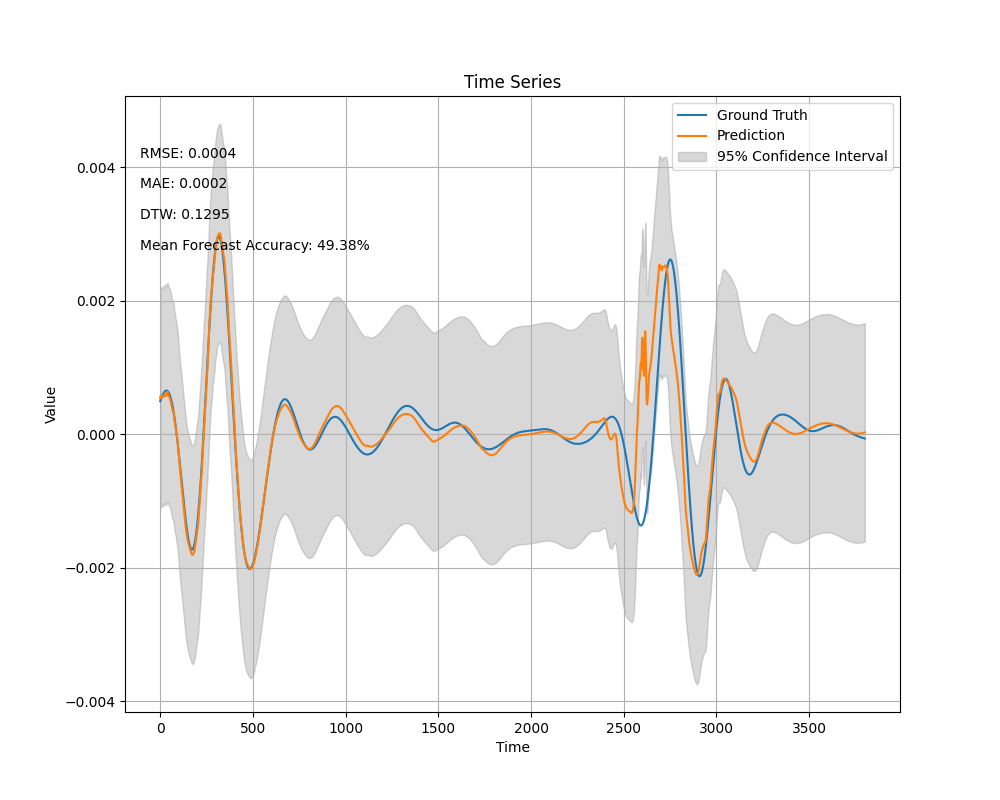 Time Series
Ground Truth
Prediction
95% Confidence Interval
RMSE: 0.0004
MAE: 0.0002
DTW: 0.1295
Mean Forecast Accuracy: 49.38%
Value
0.004
0.002
0.000
−0.002
−0.004
0 500 1000 1500 2000 2500 3000 3500
Time